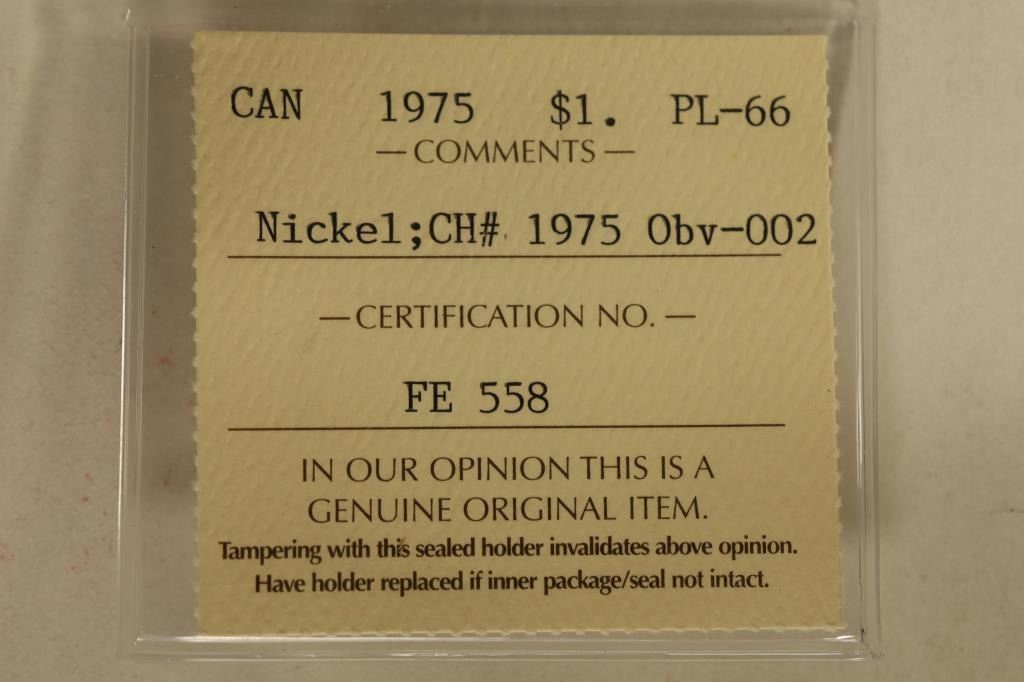 CAN 1975 $1. PL-66
— COMMENTS —
Nickel;CH# 1975 Obv-002
— CERTIFICATION NO. —
FE 558
IN OUR OPINION THIS IS A
GENUINE ORIGINAL ITEM.
Tampering with this sealed holder invalidates above opinion.
Have holder replaced if inner package/seal not intact.